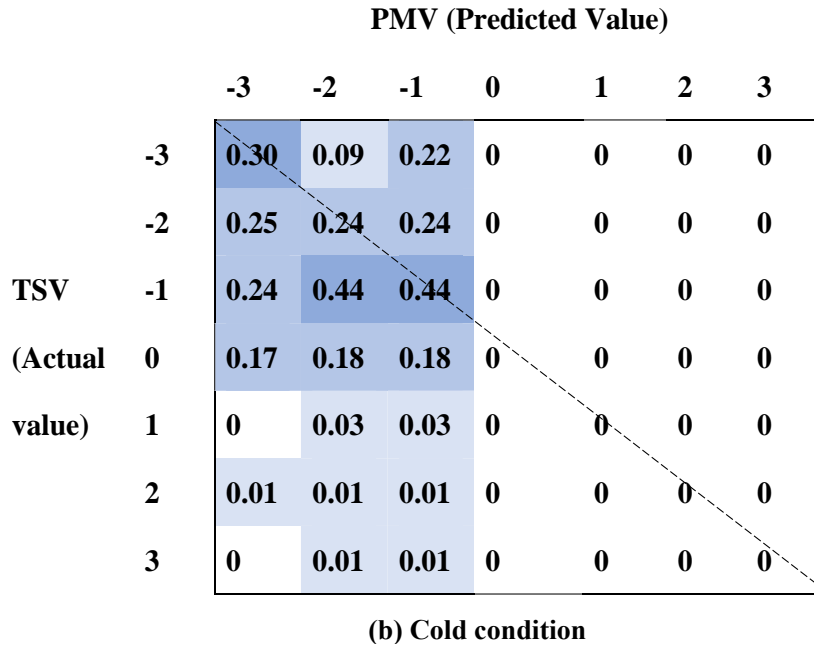 PMV (Predicted Value)
-3 -2 -1 0 1 2 3
-3 0.30 0.09 0.22 0 0 0 0
-2 0.25 0.24 0.24 0 0 0 0
TSV -1 0.24 0.44 0.44 0 0 0 0
(Actual 0 0.17 0.18 0.18 0 0 0 0
value) 1 0 0.03 0.03 0 0 0 0
2 0.01 0.01 0.01 0 0 0 0
3 0 0.01 0.01 0 0 0 0
(b) Cold condition